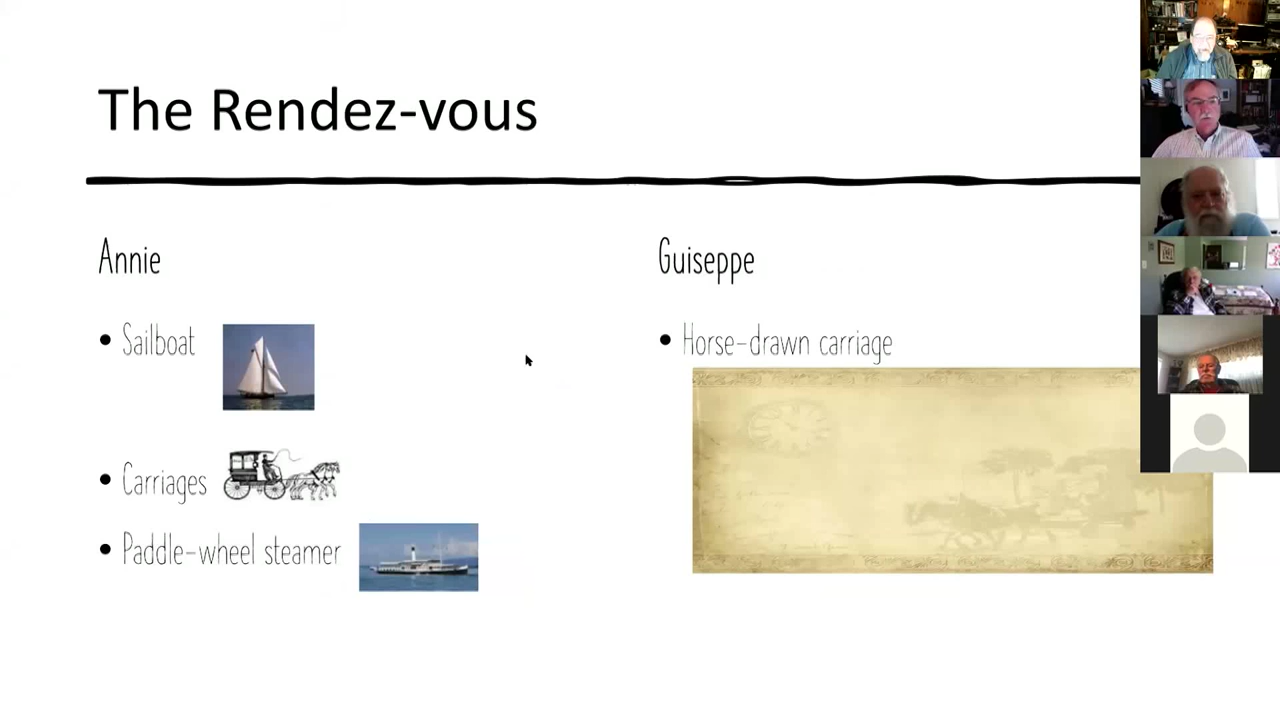 The Rendez-vous
Annie
• Sailboat
• Carriages
• Paddle-wheel steamer
Guiseppe
• Horse-drawn carriage